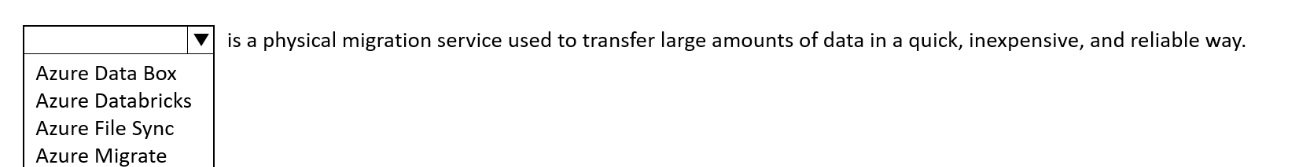 ▼ is a physical migration service used to transfer large amounts of data in a quick, inexpensive, and reliable way.
Azure Data Box
Azure Databricks
Azure File Sync
Azure Migrate